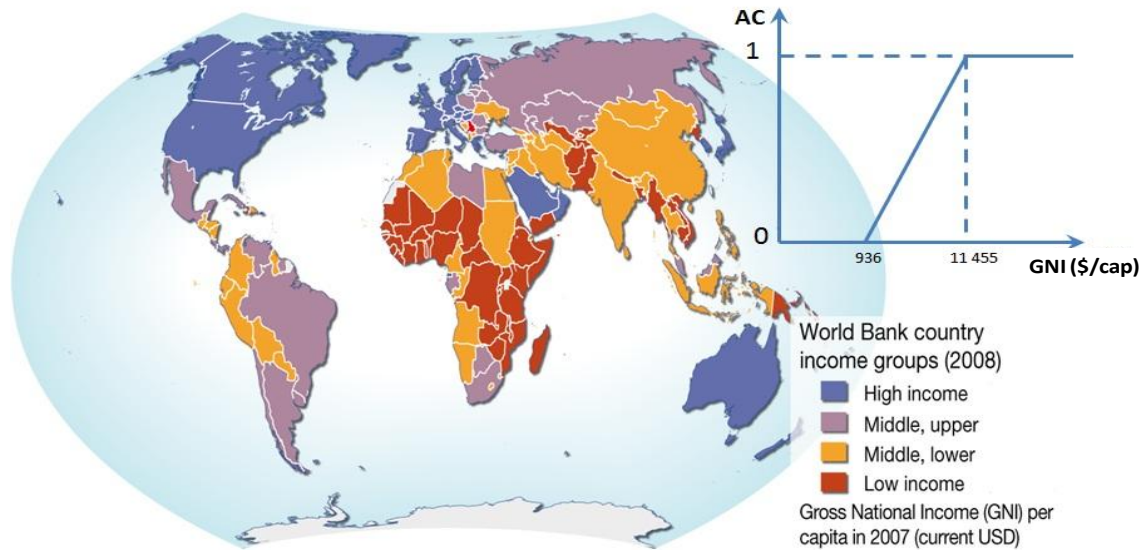 AC
1
0
936
11 455
GNI ($/cap)
World Bank country
income groups (2008)
High income
Middle, upper
Middle, lower
Low income
Gross National Income (GNI) per
capita in 2007 (current USD)